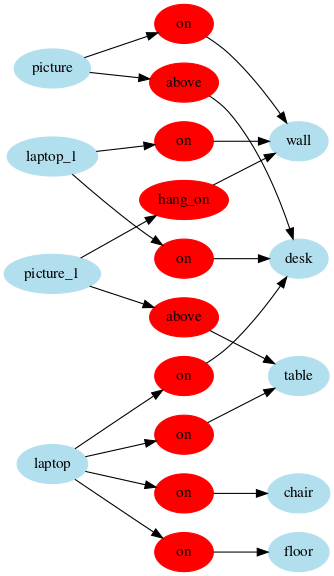 on
picture
above
laptop_1
on
wall
hang_on
on
desk
picture_1
above
on
table
on
laptop
on
chair
on
floor